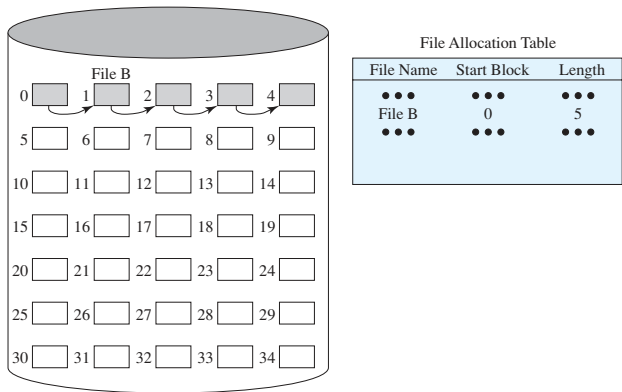 File B
0 1 2 3 4
5 6 7 8 9
10 11 12 13 14
15 16 17 18 19
20 21 22 23 24
25 26 27 28 29
30 31 32 33 34
File Allocation Table
File Name Start Block Length
••• ••• •••
File B 0 5
••• ••• •••